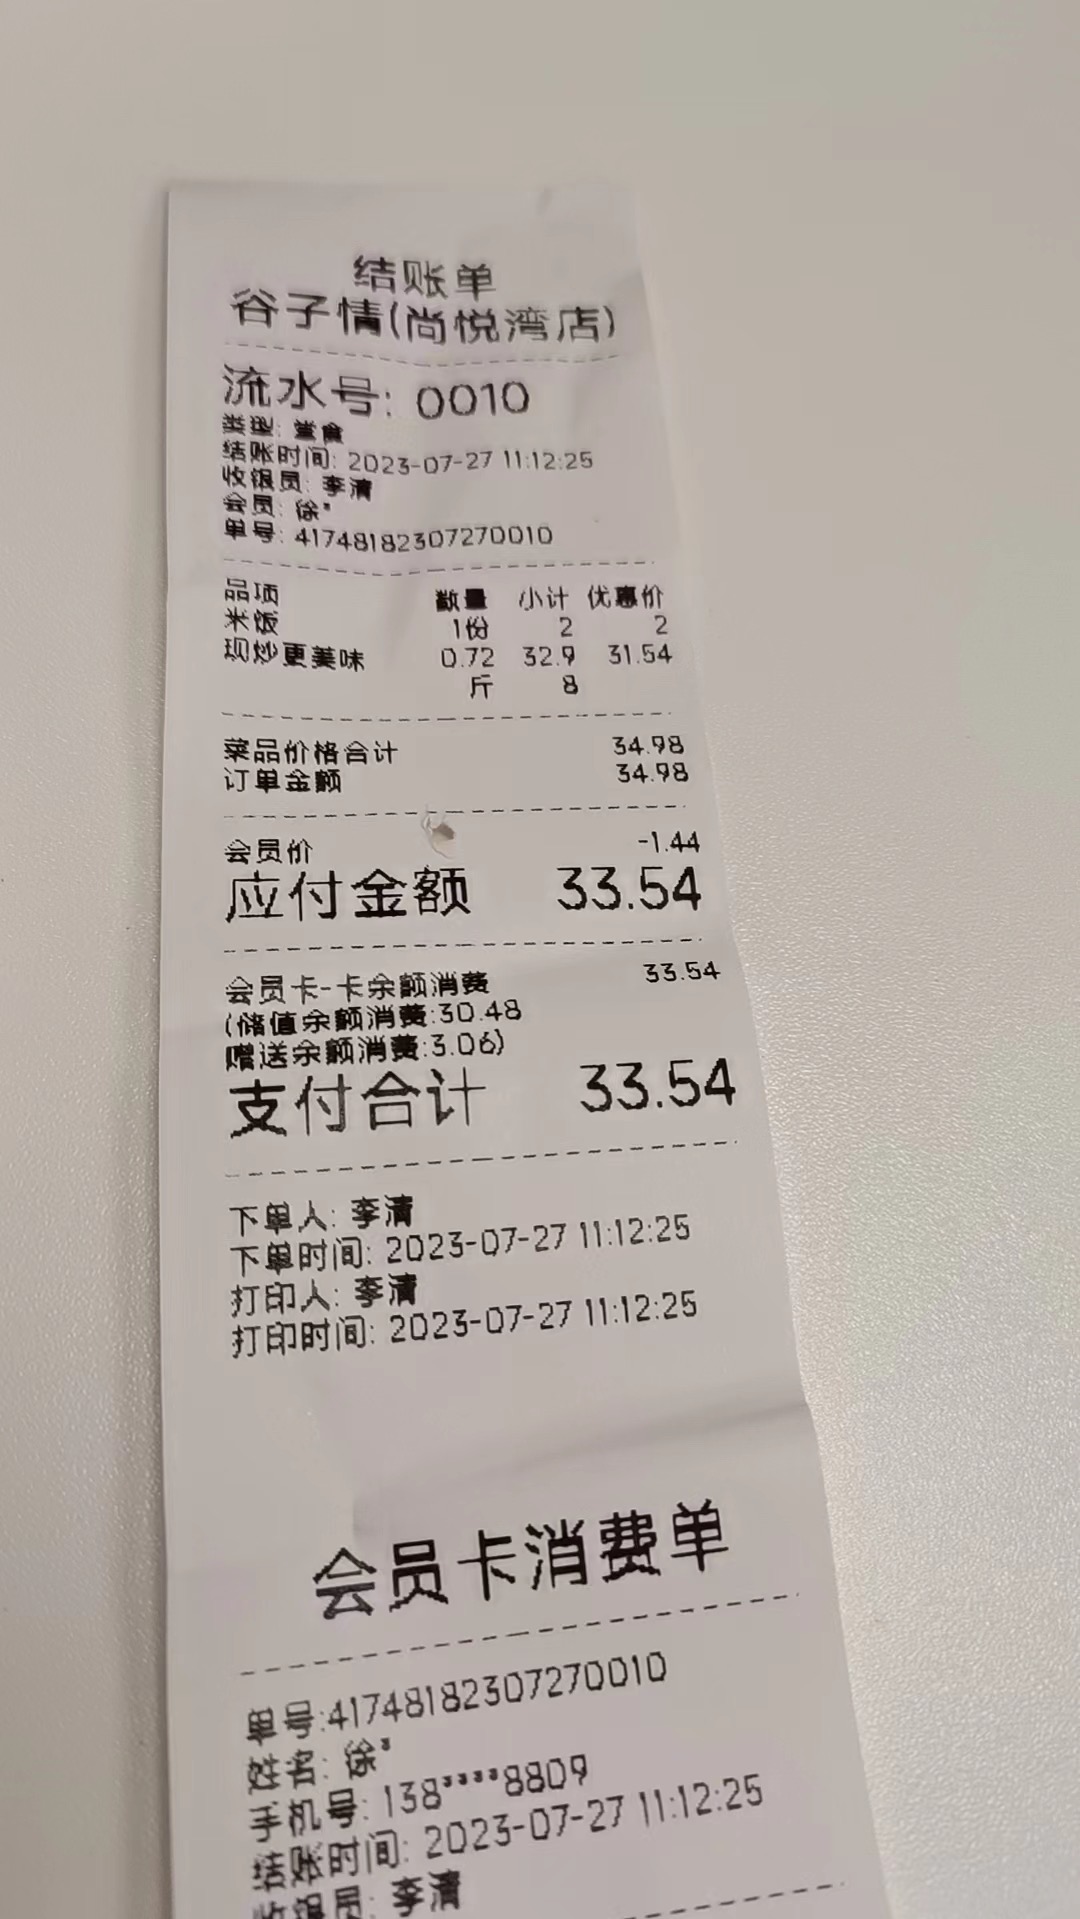 结账单
谷子情(尚悦湾店)
流水号: 0010
类型: 堂食
结账时间: 2023-07-27 11:12:25
收银员: 李清
会员: 徐*
单号: 41748182307270010
品项 数量 小计 优惠价
米饭 1份 2 2
现炒更美味 0.72 32.9 31.54
斤 8
菜品价格合计 34.98
订单金额 34.98
会员价 -1.44
应付金额 33.54
会员卡-卡余额消费 33.54
(储值余额消费:30.48
赠送余额消费:3.06)
支付合计 33.54
下单人: 李清
下单时间: 2023-07-27 11:12:25
打印人: 李清
打印时间: 2023-07-27 11:12:25
会员卡消费单
单号:41748182307270010
姓名: 徐*
手机号: 138****8809
结账时间: 2023-07-27 11:12:25
收银员: 李清